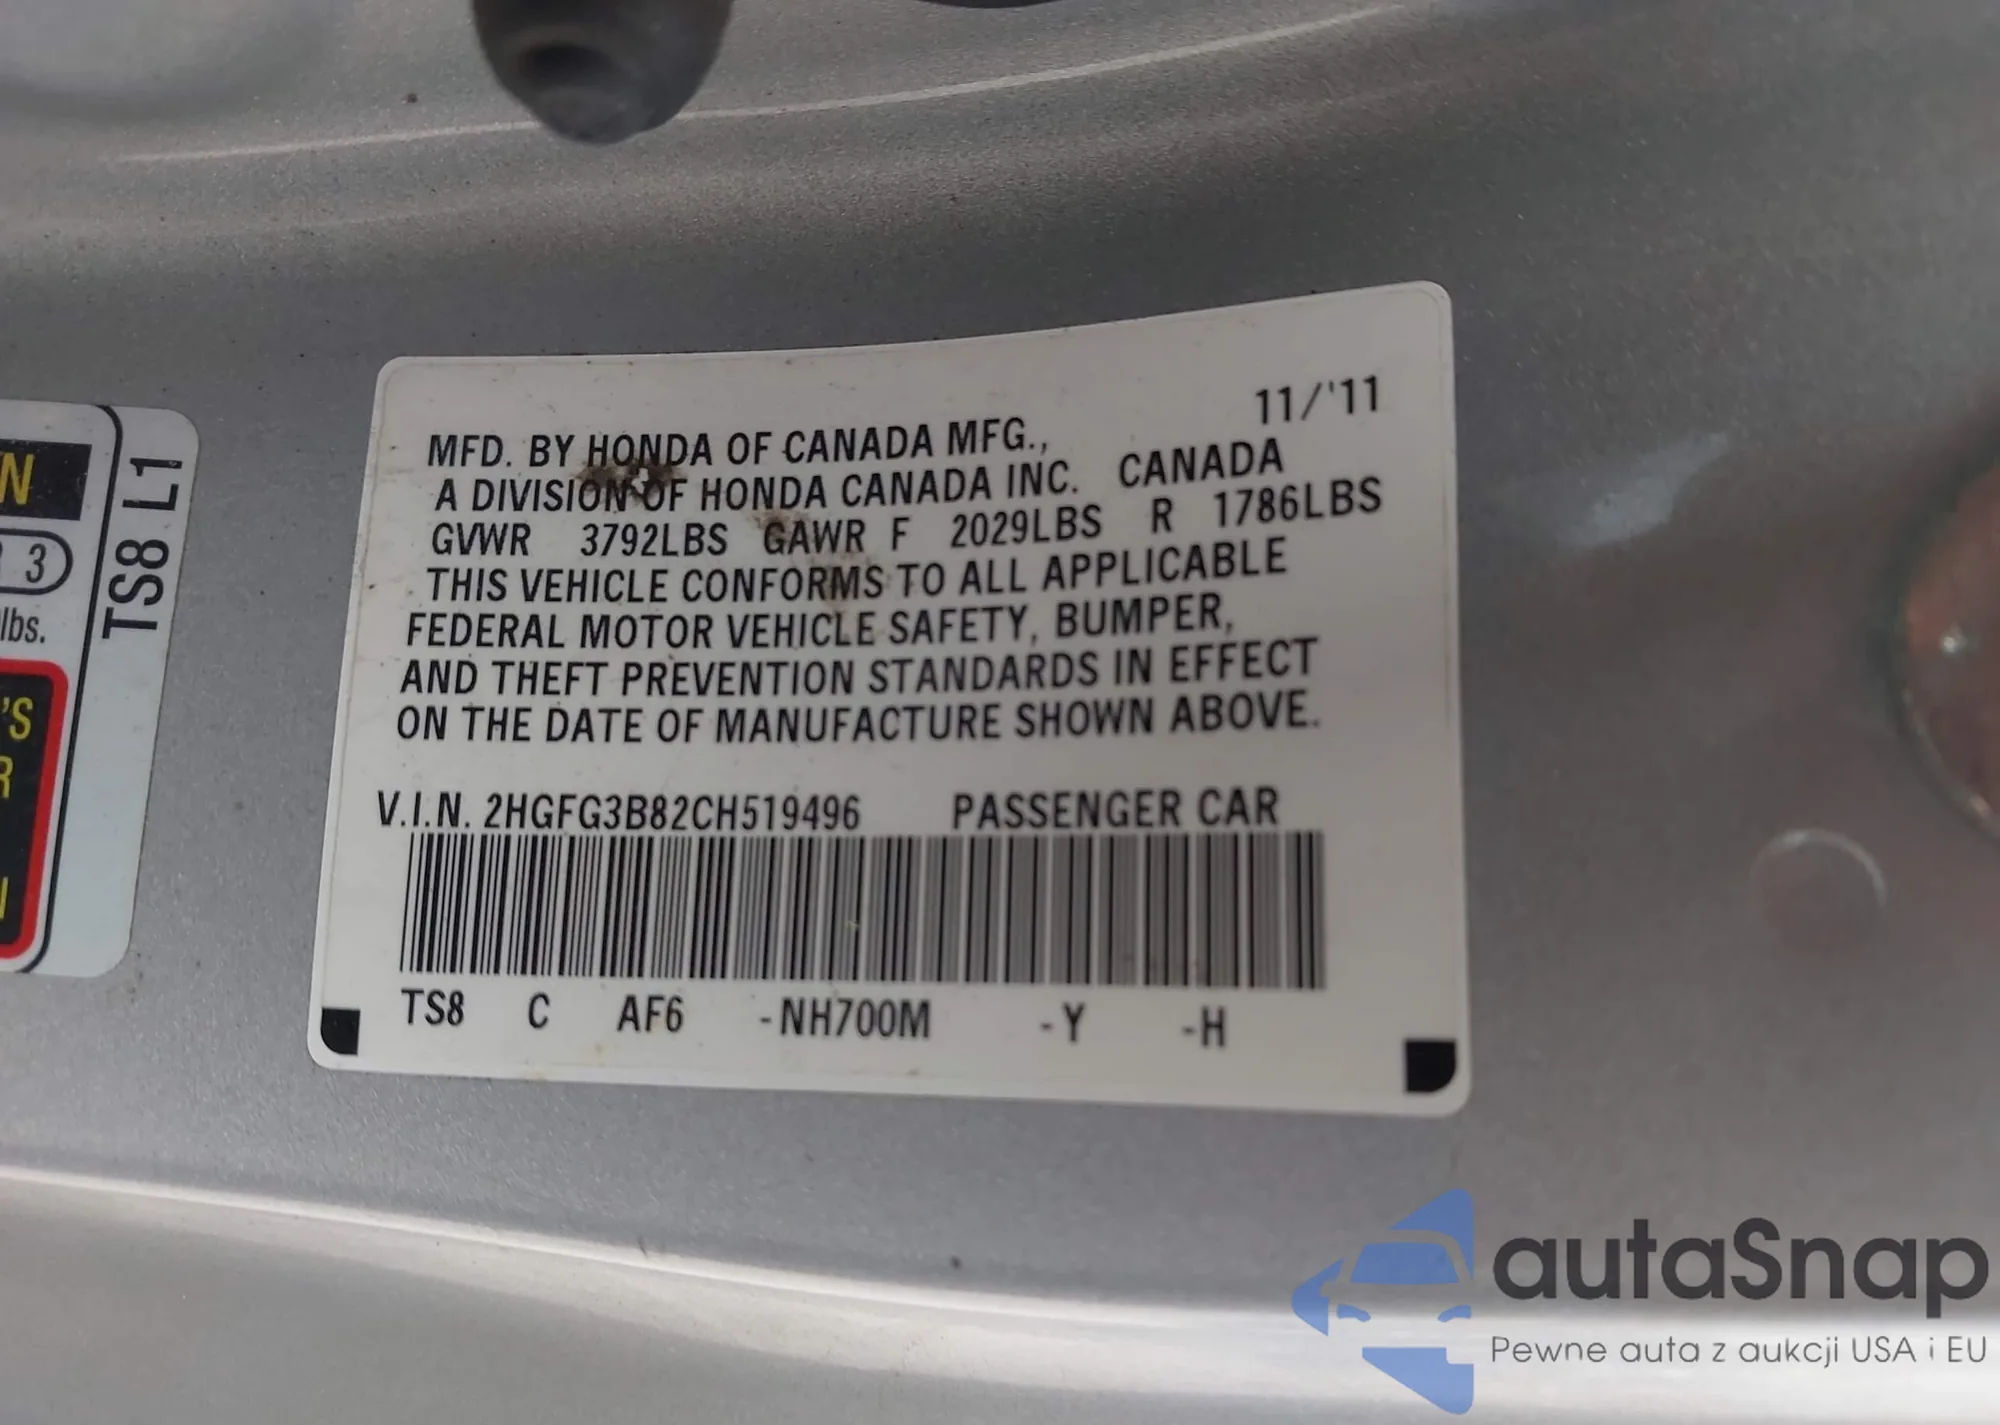 N
3
lbs.
'S
R
N
TS8 L1
11/'11
MFD. BY HONDA OF CANADA MFG.,
A DIVISION OF HONDA CANADA INC. CANADA
GVWR 3792LBS GAWR F 2029LBS R 1786LBS
THIS VEHICLE CONFORMS TO ALL APPLICABLE
FEDERAL MOTOR VEHICLE SAFETY, BUMPER,
AND THEFT PREVENTION STANDARDS IN EFFECT
ON THE DATE OF MANUFACTURE SHOWN ABOVE.
V.I.N. 2HGFG3B82CH519496 PASSENGER CAR
TS8 C AF6 -NH700M -Y -H
autaSnap
Pewne auta z aukcji USA i EU